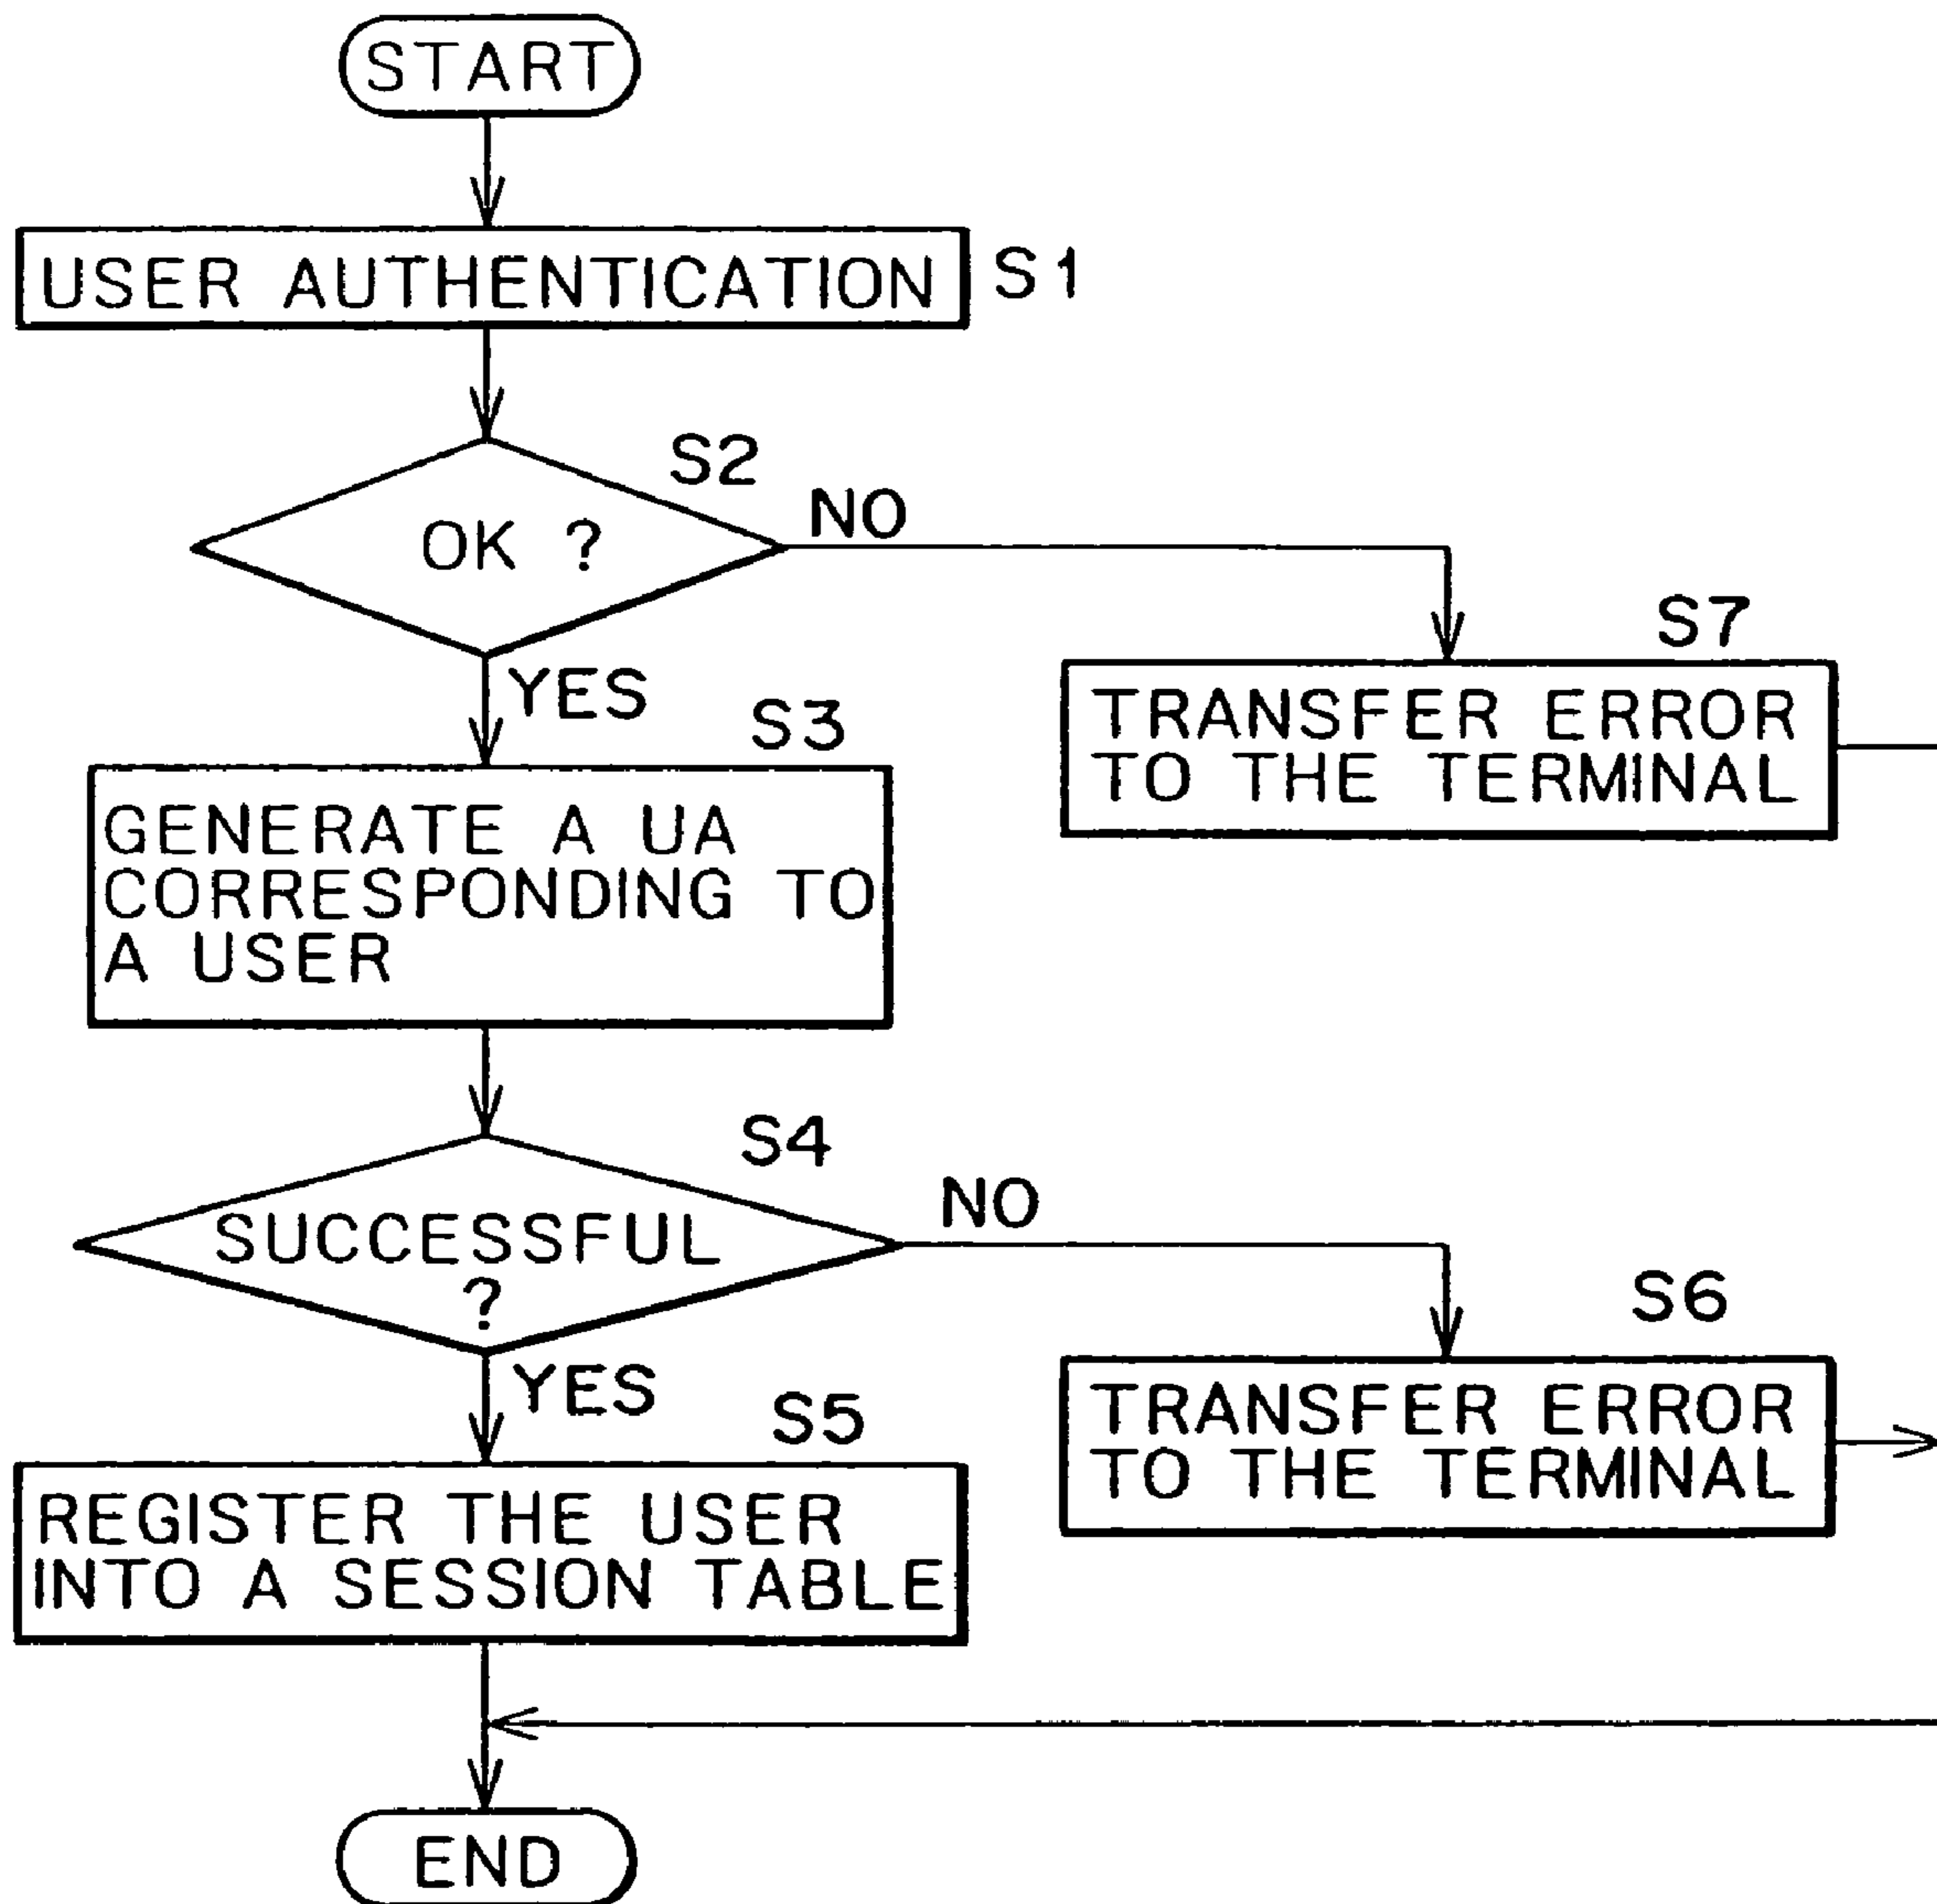 START
USER AUTHENTICATION S1
S2
OK ?
NO
YES
S7
TRANSFER ERROR
TO THE TERMINAL
S3
GENERATE A UA
CORRESPONDING TO
A USER
S4
SUCCESSFUL
?
NO
YES
S6
TRANSFER ERROR
TO THE TERMINAL
S5
REGISTER THE USER
INTO A SESSION TABLE
END